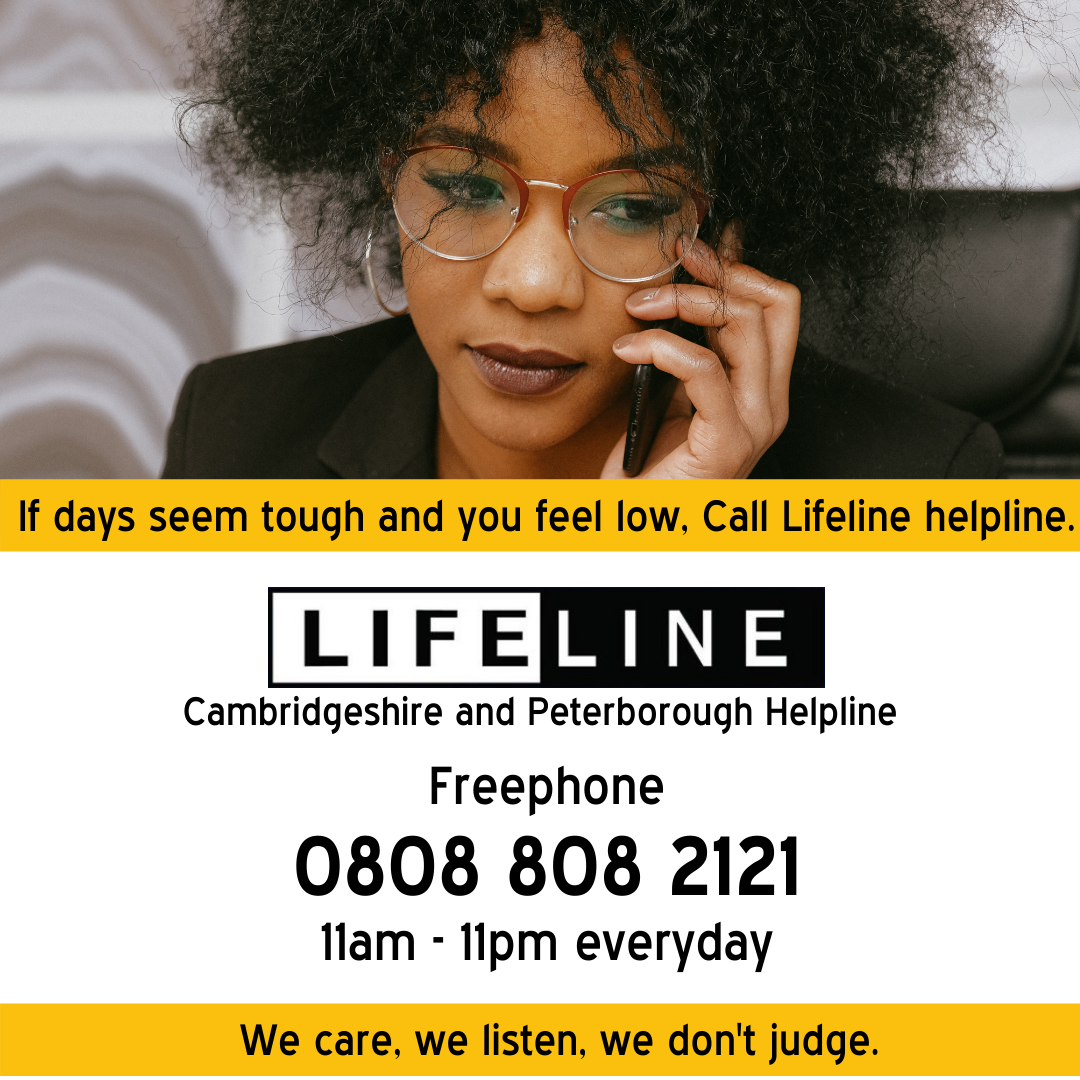 If days seem tough and you feel low, Call Lifeline helpline.
LIFELINE
Cambridgeshire and Peterborough Helpline
Freephone
0808 808 2121
11am - 11pm everyday
We care, we listen, we don't judge.